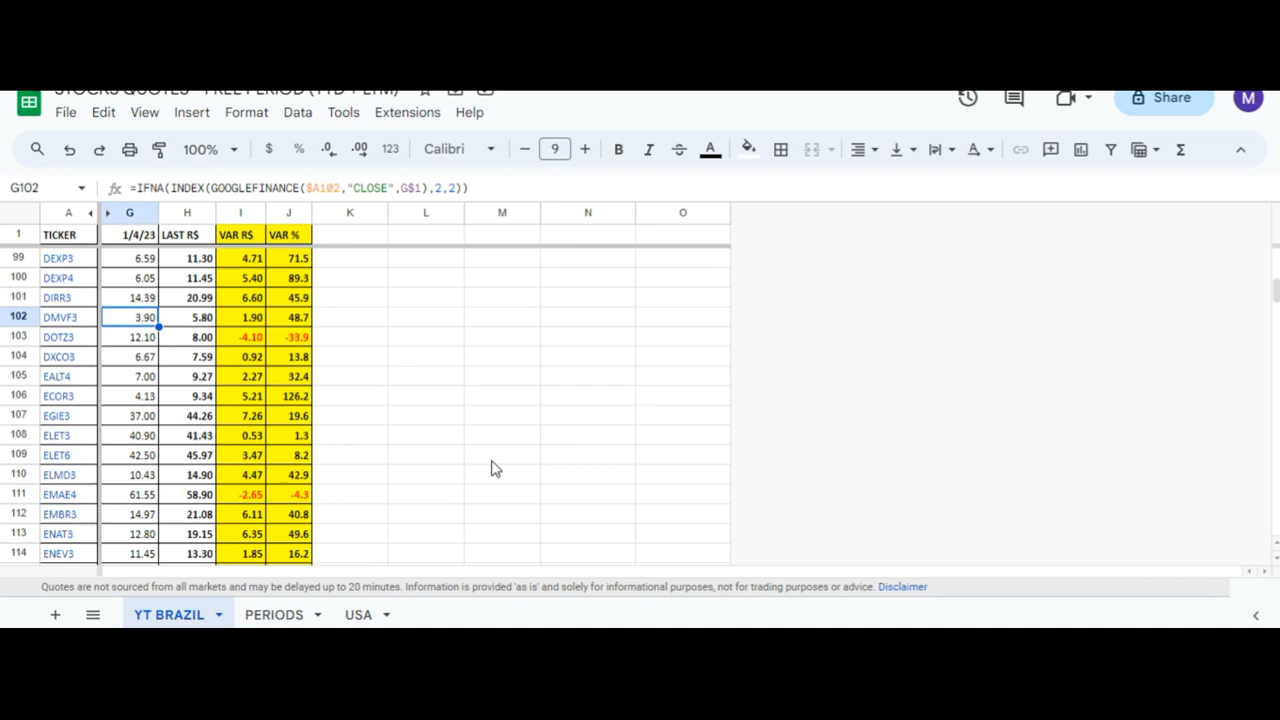 STOCKS QUOTES - FREE PERIOD (YTD + LTM)
File Edit View Insert Format Data Tools Extensions Help
Share M
100% $ % .0 .00 123 Calibri 9 B I A Σ
G102 fx =IFNA(INDEX(GOOGLEFINANCE($A102,"CLOSE",G$1),2,2))
A G H I J K L M N O
1 TICKER 1/4/23 LAST R$ VAR R$ VAR %
99 DEXP3 6.59 11.30 4.71 71.5
100 DEXP4 6.05 11.45 5.40 89.3
101 DIRR3 14.39 20.99 6.60 45.9
102 DMVF3 3.90 5.80 1.90 48.7
103 DOTZ3 12.10 8.00 -4.10 -33.9
104 DXCO3 6.67 7.59 0.92 13.8
105 EALT4 7.00 9.27 2.27 32.4
106 ECOR3 4.13 9.34 5.21 126.2
107 EGIE3 37.00 44.26 7.26 19.6
108 ELET3 40.90 41.43 0.53 1.3
109 ELET6 42.50 45.97 3.47 8.2
110 ELMD3 10.43 14.90 4.47 42.9
111 EMAE4 61.55 58.90 -2.65 -4.3
112 EMBR3 14.97 21.08 6.11 40.8
113 ENAT3 12.80 19.15 6.35 49.6
114 ENEV3 11.45 13.30 1.85 16.2
Quotes are not sourced from all markets and may be delayed up to 20 minutes. Information is provided 'as is' and solely for informational purposes, not for trading purposes or advice. Disclaimer
YT BRAZIL PERIODS USA